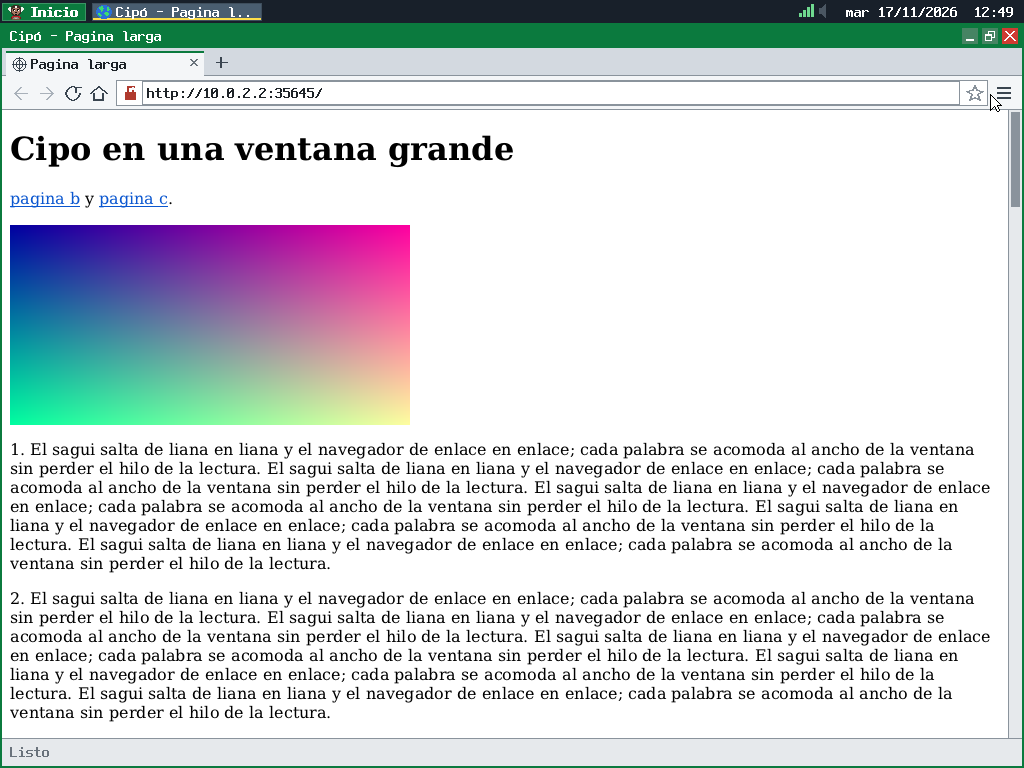 Inicio
Cipó - Pagina l..
mar 17/11/2026 12:49
Cipó - Pagina larga
Pagina larga
http://10.0.2.2:35645/
Cipo en una ventana grande
pagina b y pagina c.
1. El sagui salta de liana en liana y el navegador de enlace en enlace; cada palabra se acomoda al ancho de la ventana
sin perder el hilo de la lectura. El sagui salta de liana en liana y el navegador de enlace en enlace; cada palabra se
acomoda al ancho de la ventana sin perder el hilo de la lectura. El sagui salta de liana en liana y el navegador de enlace
en enlace; cada palabra se acomoda al ancho de la ventana sin perder el hilo de la lectura. El sagui salta de liana en
liana y el navegador de enlace en enlace; cada palabra se acomoda al ancho de la ventana sin perder el hilo de la
lectura. El sagui salta de liana en liana y el navegador de enlace en enlace; cada palabra se acomoda al ancho de la
ventana sin perder el hilo de la lectura.
2. El sagui salta de liana en liana y el navegador de enlace en enlace; cada palabra se acomoda al ancho de la ventana
sin perder el hilo de la lectura. El sagui salta de liana en liana y el navegador de enlace en enlace; cada palabra se
acomoda al ancho de la ventana sin perder el hilo de la lectura. El sagui salta de liana en liana y el navegador de enlace
en enlace; cada palabra se acomoda al ancho de la ventana sin perder el hilo de la lectura. El sagui salta de liana en
liana y el navegador de enlace en enlace; cada palabra se acomoda al ancho de la ventana sin perder el hilo de la
lectura. El sagui salta de liana en liana y el navegador de enlace en enlace; cada palabra se acomoda al ancho de la
ventana sin perder el hilo de la lectura.
Listo